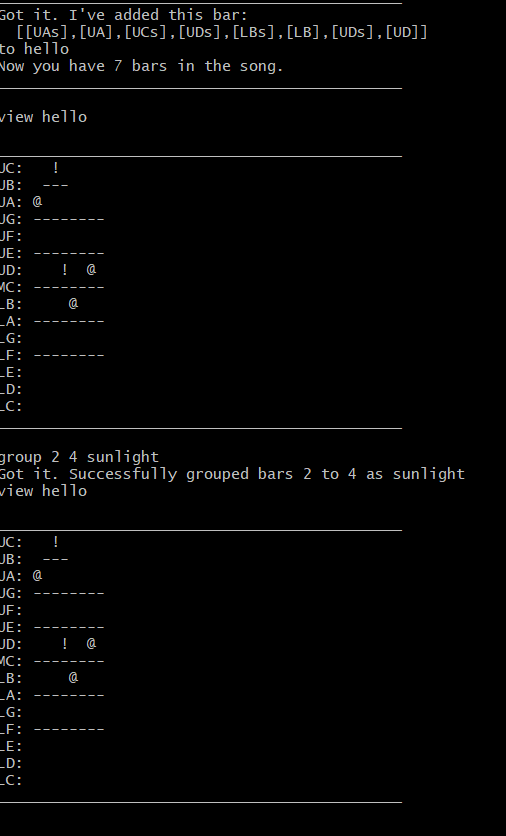 Got it. I've added this bar:
[[UAs],[UA],[UCs],[UDs],[LBs],[LB],[UDs],[UD]]
to hello
Now you have 7 bars in the song.
view hello
UC:   !
UB:  ---
UA: @
UG: --------
UF:
UE: --------
UD:    !  @
MC: --------
LB:     @
LA: --------
LG:
LF: --------
LE:
LD:
LC:
group 2 4 sunlight
Got it. Successfully grouped bars 2 to 4 as sunlight
view hello
UC:   !
UB:  ---
UA: @
UG: --------
UF:
UE: --------
UD:    !  @
MC: --------
LB:     @
LA: --------
LG:
LF: --------
LE:
LD:
LC: